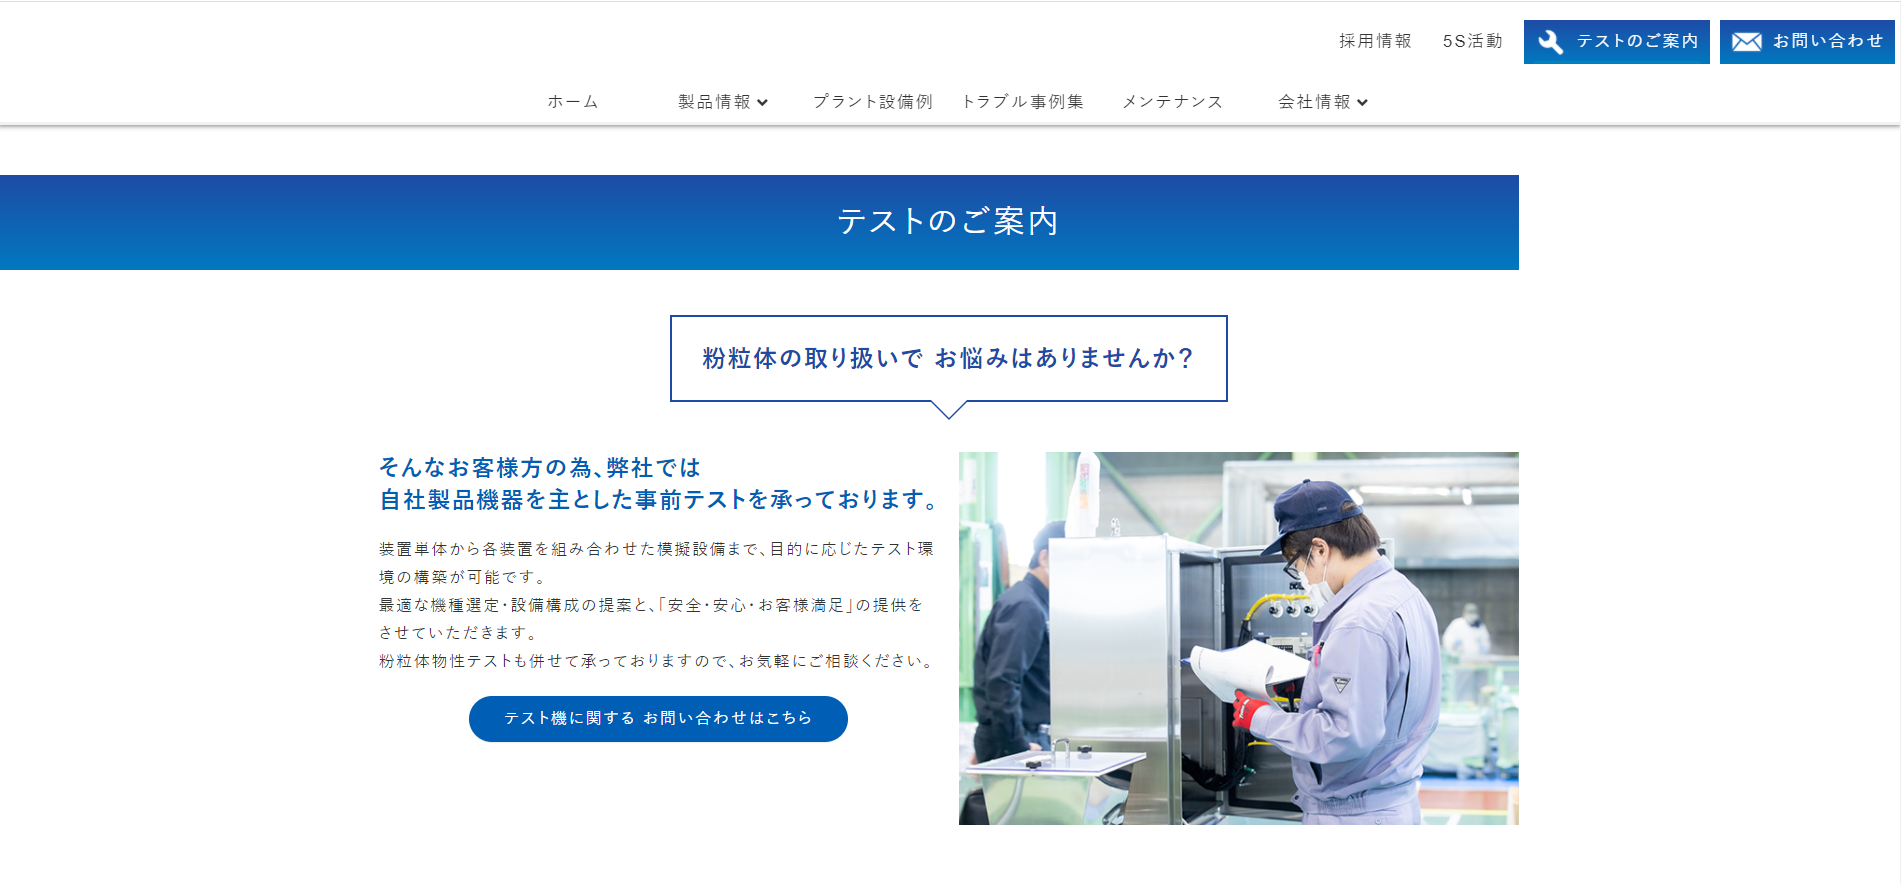 採用情報
5S活動
テストのご案内
お問い合わせ
ホーム
製品情報
プラント設備例
トラブル事例集
メンテナンス
会社情報
テストのご案内
粉粒体の取り扱いで お悩みはありませんか？
そんなお客様方の為、弊社では
自社製品機器を主とした事前テストを承っております。
装置単体から各装置を組み合わせた模擬設備まで、目的に応じたテスト環
境の構築が可能です。
最適な機種選定・設備構成の提案と、「安全・安心・お客様満足」の提供を
させていただきます。
粉粒体物性テストも併せて承っておりますので、お気軽にご相談ください。
テスト機に関する お問い合わせはこちら